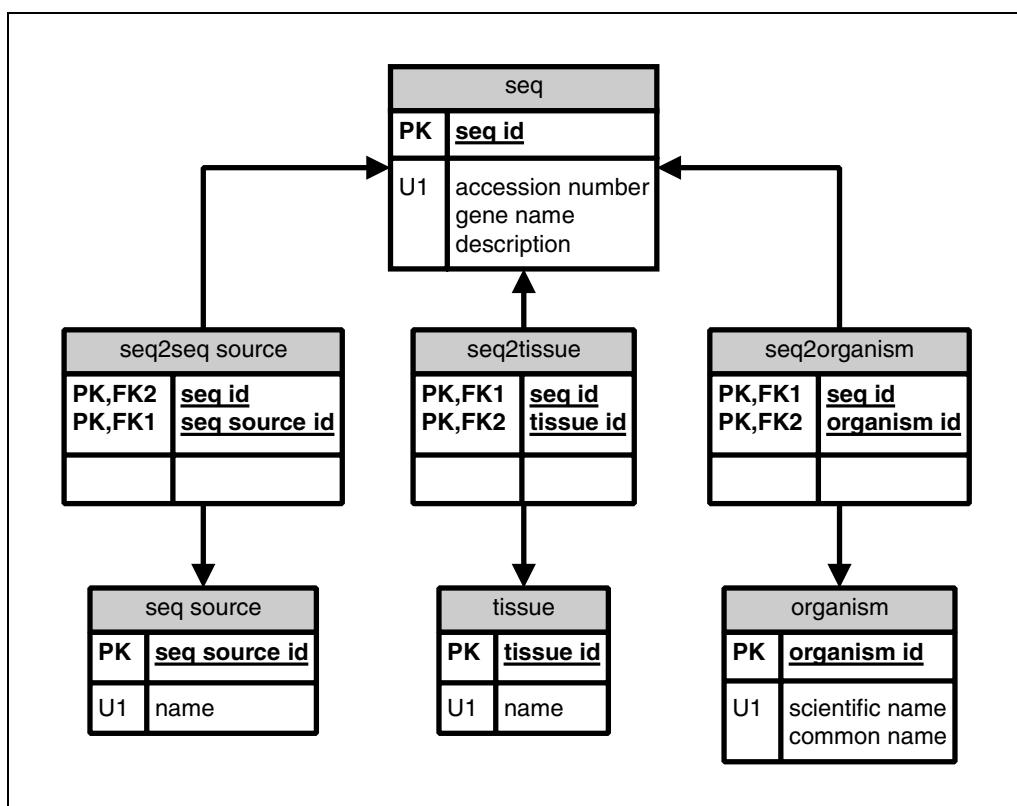 seq
PK seq id
U1 accession number
gene name
description
seq2seq source
PK,FK2 seq id
PK,FK1 seq source id
seq2tissue
PK,FK1 seq id
PK,FK2 tissue id
seq2organism
PK,FK1 seq id
PK,FK2 organism id
seq source
PK seq source id
U1 name
tissue
PK tissue id
U1 name
organism
PK organism id
U1 scientific name
common name